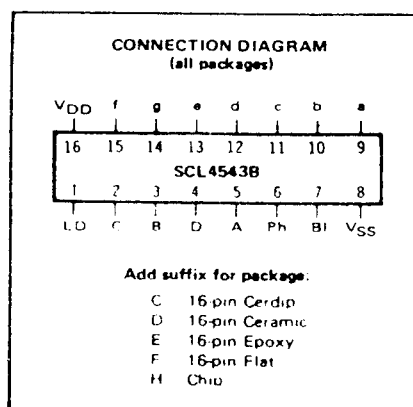 CONNECTION DIAGRAM
(all packages)
VDD f g e d c b a
16 15 14 13 12 11 10 9
SCL4543B
1 2 3 4 5 6 7 8
LD C B D A Ph BI VSS
Add suffix for package:
C 16-pin Cerdip
D 16-pin Ceramic
E 16-pin Epoxy
F 16-pin Flat
H Chip